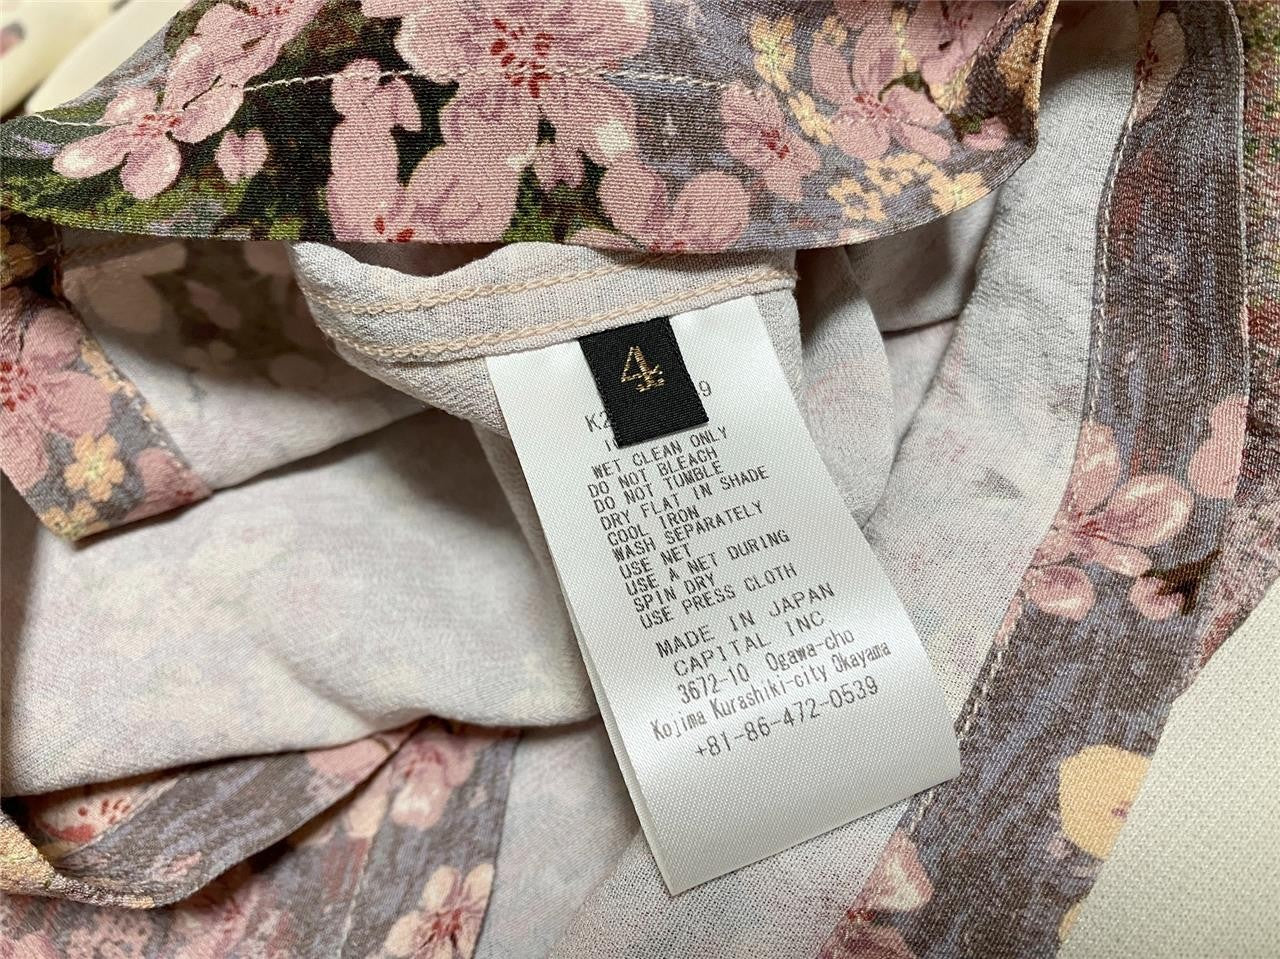 4
WET CLEAN ONLY
DO NOT BLEACH
DO NOT TUMBLE
DRY FLAT IN SHADE
COOL IRON
WASH SEPARATELY
USE NET
USE A NET DURING
SPIN DRY
USE PRESS CLOTH
MADE IN JAPAN
CAPITAL INC.
3672-10 Ogawa-cho
Kojima Kurashiki-city Okayama
+81-86-472-0539